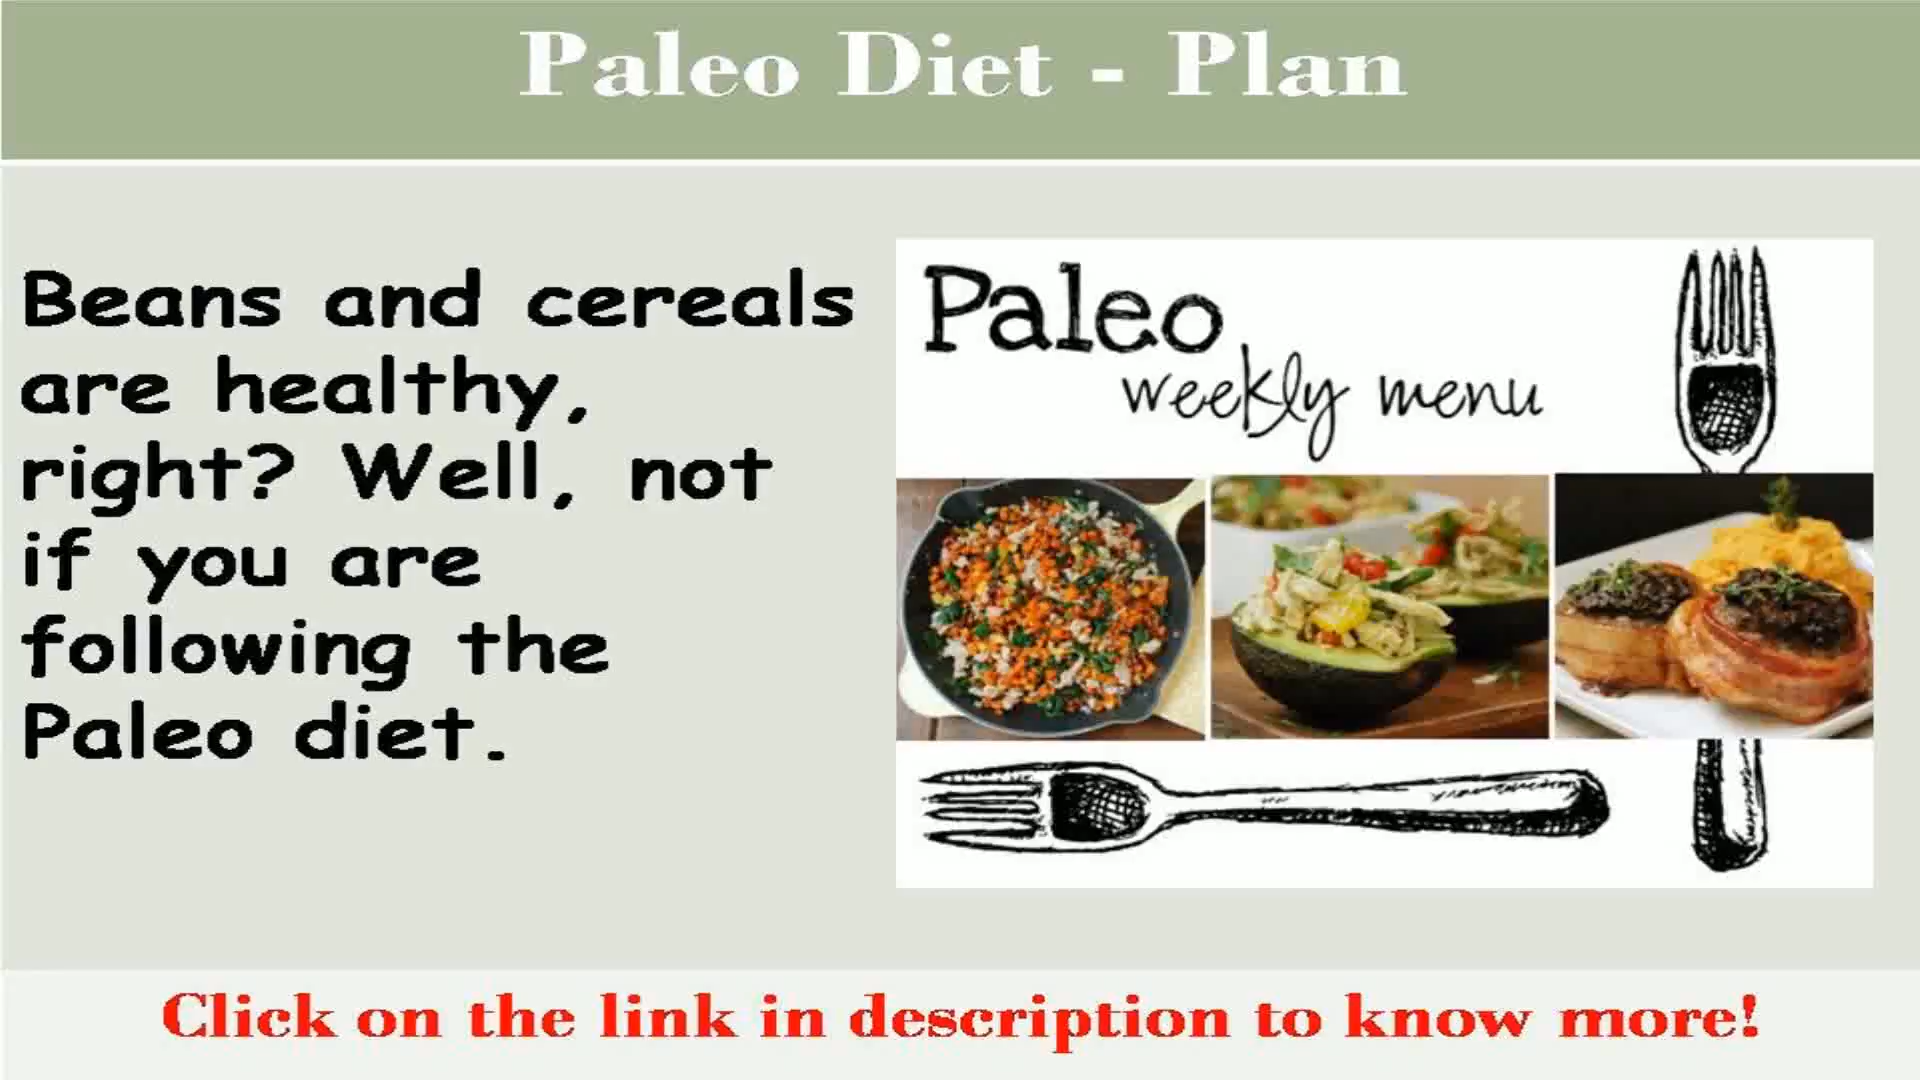 Paleo Diet - Plan
Beans and cereals
are healthy,
right? Well, not
if you are
following the
Paleo diet.
Paleo
weekly menu
Click on the link in description to know more!